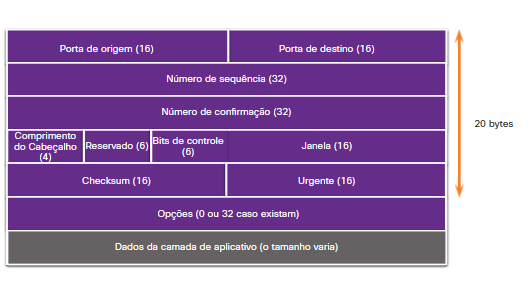 Porta de origem (16)
Porta de destino (16)
Número de sequência (32)
Número de confirmação (32)
Comprimento
do Cabeçalho
(4)
Reservado (6)
Bits de controle
(6)
Janela (16)
Checksum (16)
Urgente (16)
Opções (0 ou 32 caso existam)
Dados da camada de aplicativo (o tamanho varia)
20 bytes